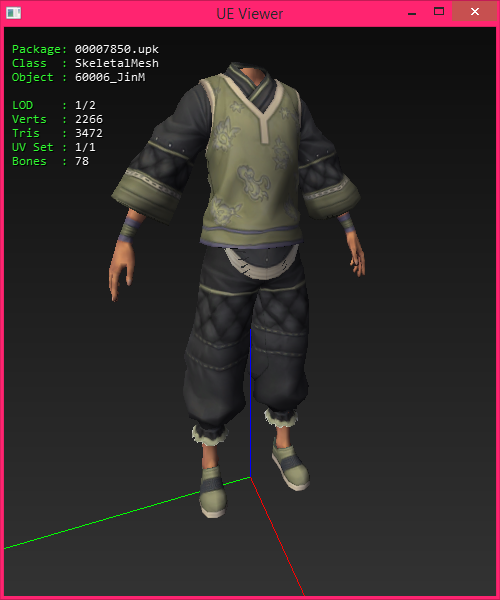 UE Viewer
Package: 00007850.upk
Class : SkeletalMesh
Object : 60006_JinM
LOD : 1/2
Verts : 2266
Tris : 3472
UV Set : 1/1
Bones : 78